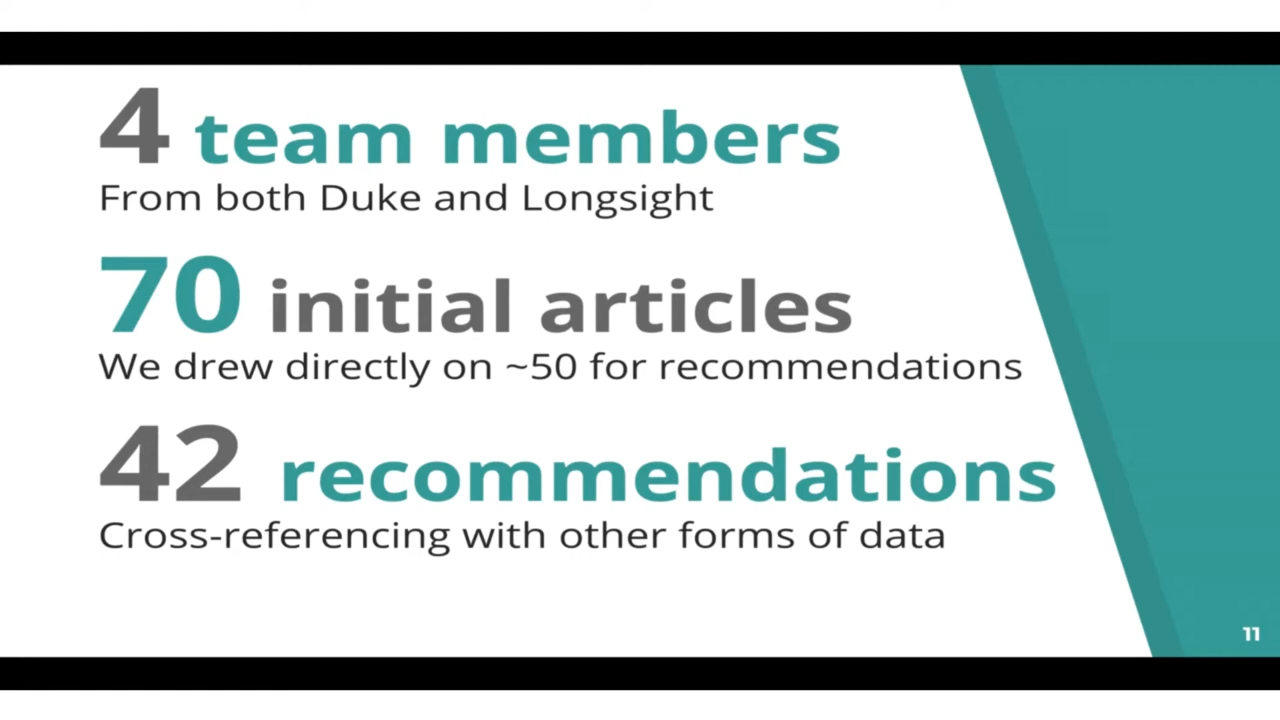 4 team members
From both Duke and Longsight
70 initial articles
We drew directly on ~50 for recommendations
42 recommendations
Cross-referencing with other forms of data
11